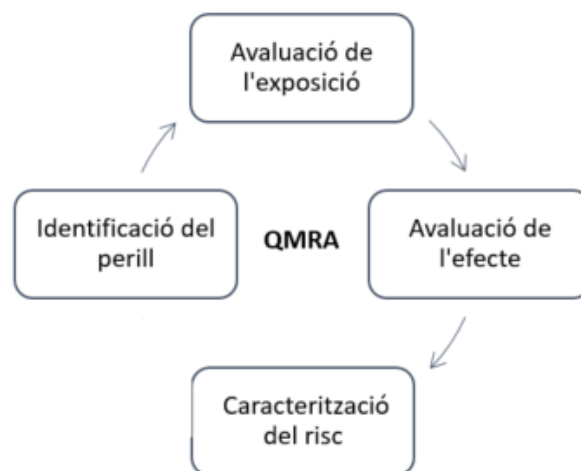 Avaluació de
l'exposició
Identificació del
perill
QMRA
Avaluació de
l'efecte
Caracterització
del risc